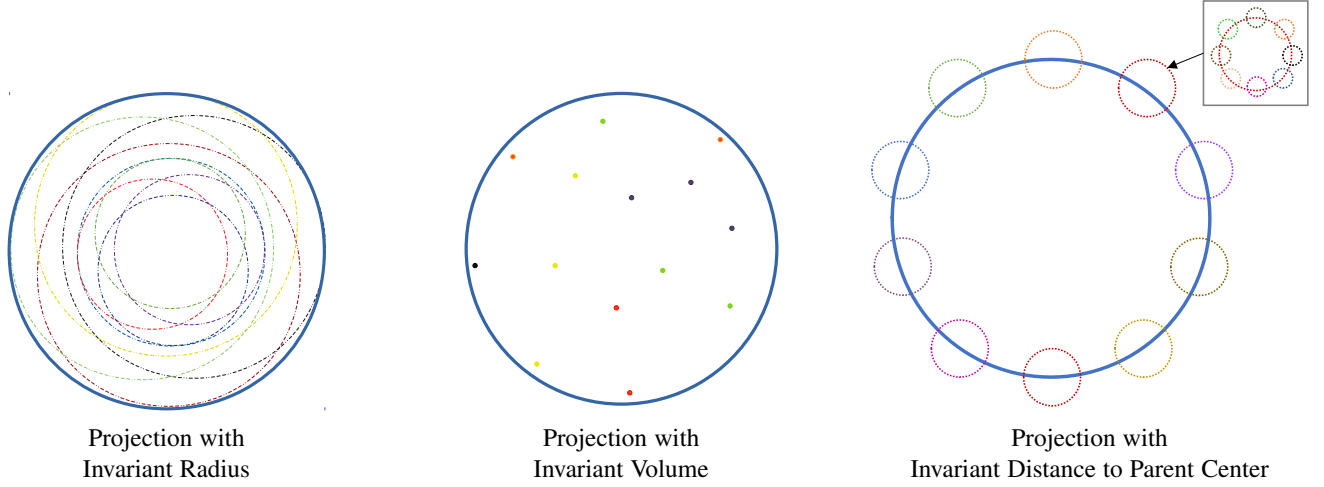 Projection with
Invariant Radius
Projection with
Invariant Volume
Projection with
Invariant Distance to Parent Center